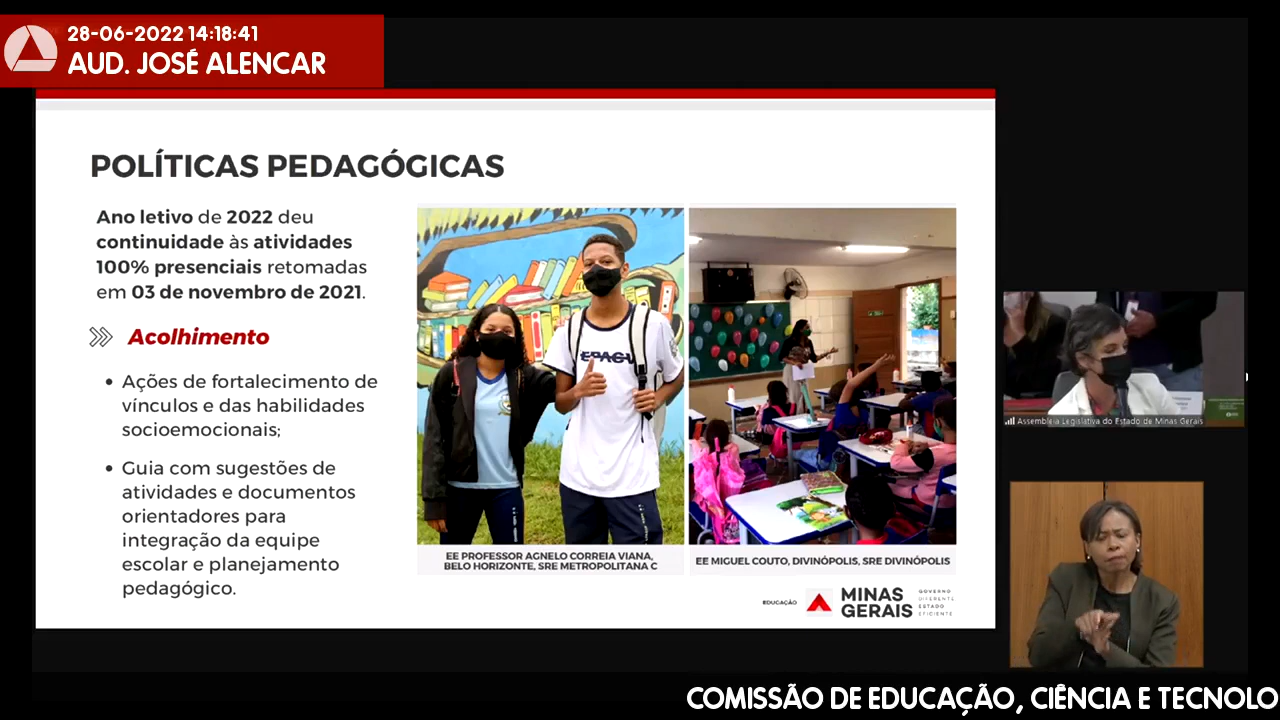 28-06-2022 14:18:41
AUD. JOSÉ ALENCAR
POLÍTICAS PEDAGÓGICAS
Ano letivo de 2022 deu
continuidade às atividades
100% presenciais retomadas
em 03 de novembro de 2021.
Acolhimento
• Ações de fortalecimento de
vínculos e das habilidades
socioemocionais;
• Guia com sugestões de
atividades e documentos
orientadores para
integração da equipe
escolar e planejamento
pedagógico.
EE PROFESSOR AGNELO CORREIA VIANA,
BELO HORIZONTE, SRE METROPOLITANA C
EE MIGUEL COUTO, DIVINÓPOLIS, SRE DIVINÓPOLIS
EDUCAÇÃO
MINAS
GERAIS
GOVERNO
DIFERENTE
ESTADO
EFICIENTE
Assembleia Legislativa do Estado de Minas Gerais
COMISSÃO DE EDUCAÇÃO, CIÊNCIA E TECNOLO